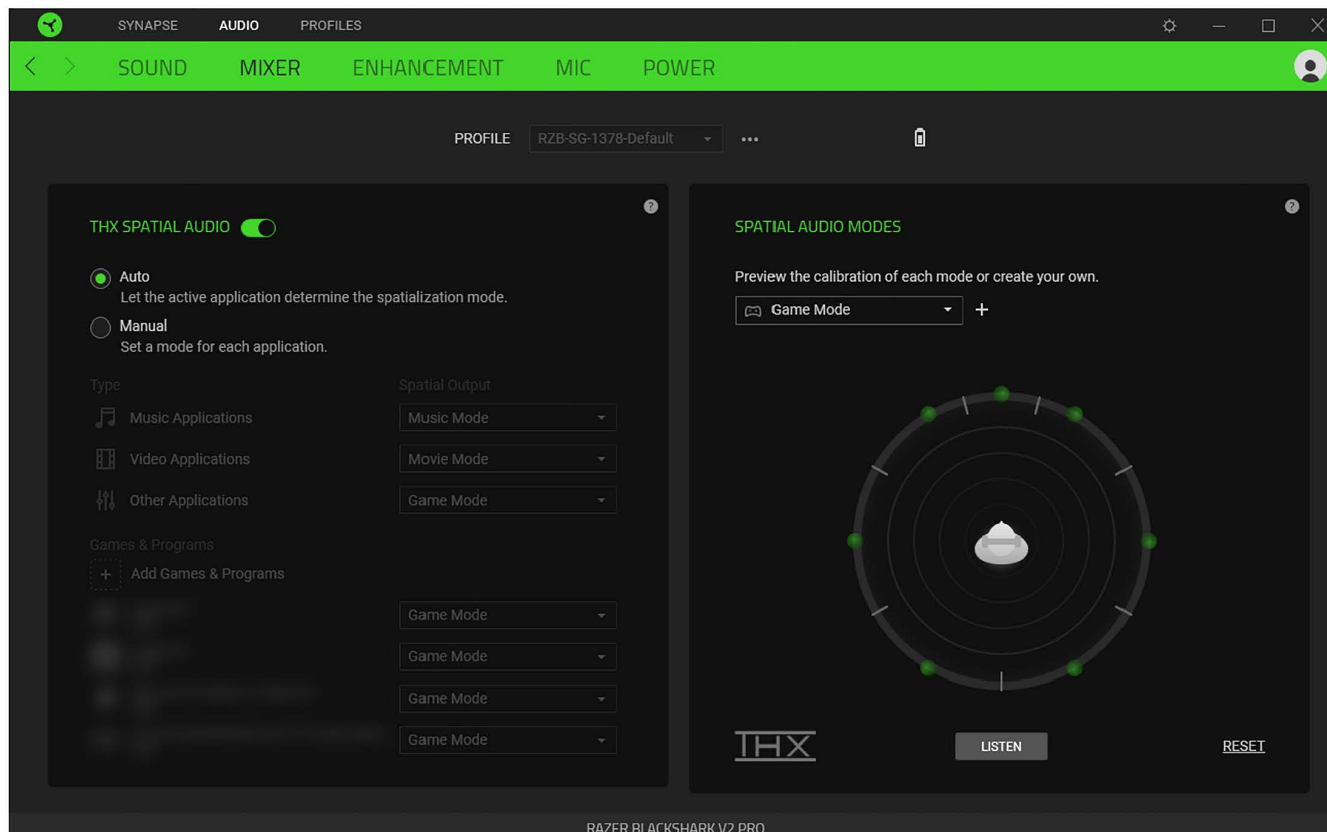 SYNAPSE AUDIO PROFILES
SOUND MIXER ENHANCEMENT MIC POWER
PROFILE RZB-SG-1378-Default
THX SPATIAL AUDIO
Auto
Let the active application determine the spatialization mode.
Manual
Set a mode for each application.
Type Spatial Output
Music Applications Music Mode
Video Applications Movie Mode
Other Applications Game Mode
Games & Programs
+ Add Games & Programs
Game Mode
Game Mode
Game Mode
Game Mode
SPATIAL AUDIO MODES
Preview the calibration of each mode or create your own.
Game Mode +
THX LISTEN RESET
RAZER BLACKSHARK V2 PRO